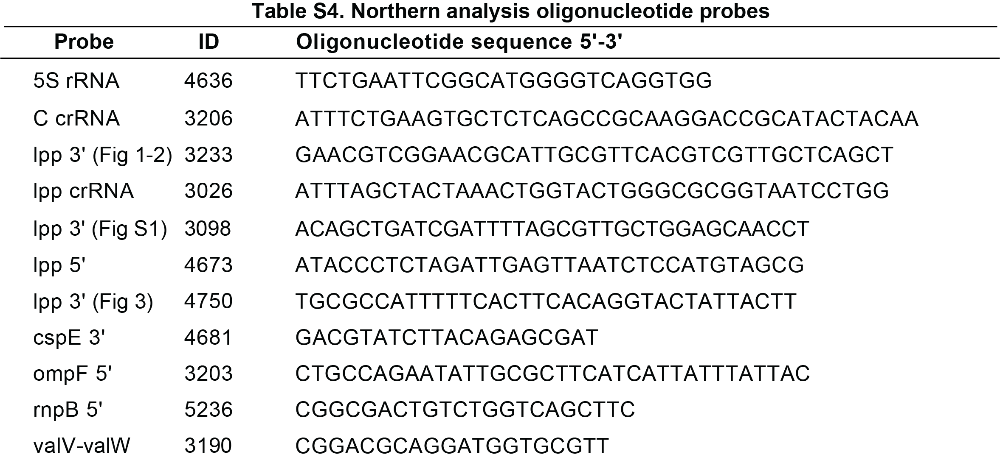 Table S4. Northern analysis oligonucleotide probes
Probe ID Oligonucleotide sequence 5'-3'
5S rRNA 4636 TTCTGAATTCGGCATGGGGTCAGGTGG
C crRNA 3206 ATTTCTGAAGTGCTCTCAGCCGCAAGGACCGCATACTACAA
lpp 3' (Fig 1-2) 3233 GAACGTCGGAACGCATTGCGTTCACGTCGTTGCTCAGCT
lpp crRNA 3026 ATTTAGCTACTAAACTGGTACTGGGCGCGGTAATCCTGG
lpp 3' (Fig S1) 3098 ACAGCTGATCGATTTTAGCGTTGCTGGAGCAACCT
lpp 5' 4673 ATACCCTCTAGATTGAGTTAATCTCCATGTAGCG
lpp 3' (Fig 3) 4750 TGCGCCATTTTTCACTTCACAGGTACTATTACTT
cspE 3' 4681 GACGTATCTTACAGAGCGAT
ompF 5' 3203 CTGCCAGAATATTGCGCTTCATCATTATTTATTAC
rnpB 5' 5236 CGGCGACTGTCTGGTCAGCTTC
valV-valW 3190 CGGACGCAGGATGGTGCGTT